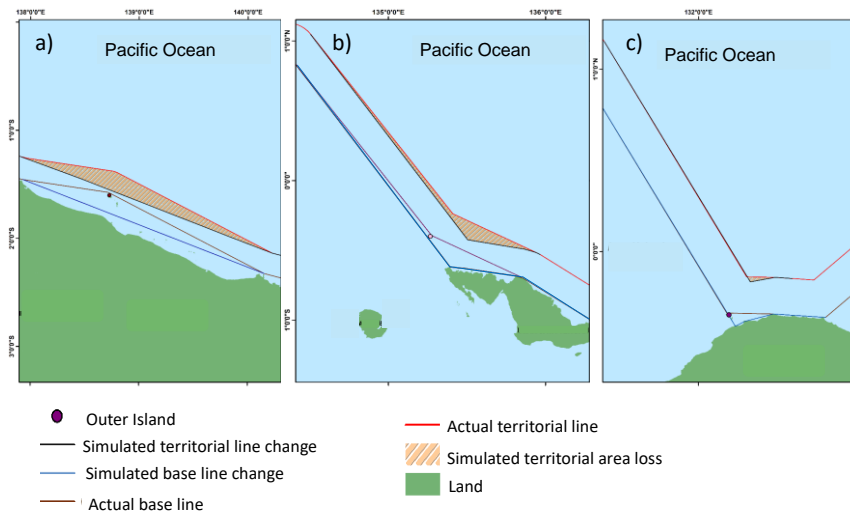 138°0'0"E 139°0'0"E 140°0'0"E 135°0'0"E 136°0'0"E 132°0'0"E
a) Pacific Ocean
b) Pacific Ocean
c) Pacific Ocean
1°0'0"S
2°0'0"S
3°0'0"S
1°0'0"N
0°0'0"
1°0'0"S
1°0'0"N
0°0'0"
Outer Island
Simulated territorial line change
Simulated base line change
Actual base line
Actual territorial line
Simulated territorial area loss
Land